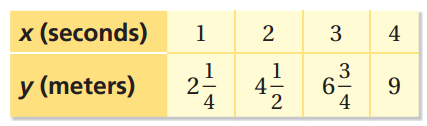 x (seconds) 1 2 3 4
y (meters) 2 1/4 4 1/2 6 3/4 9